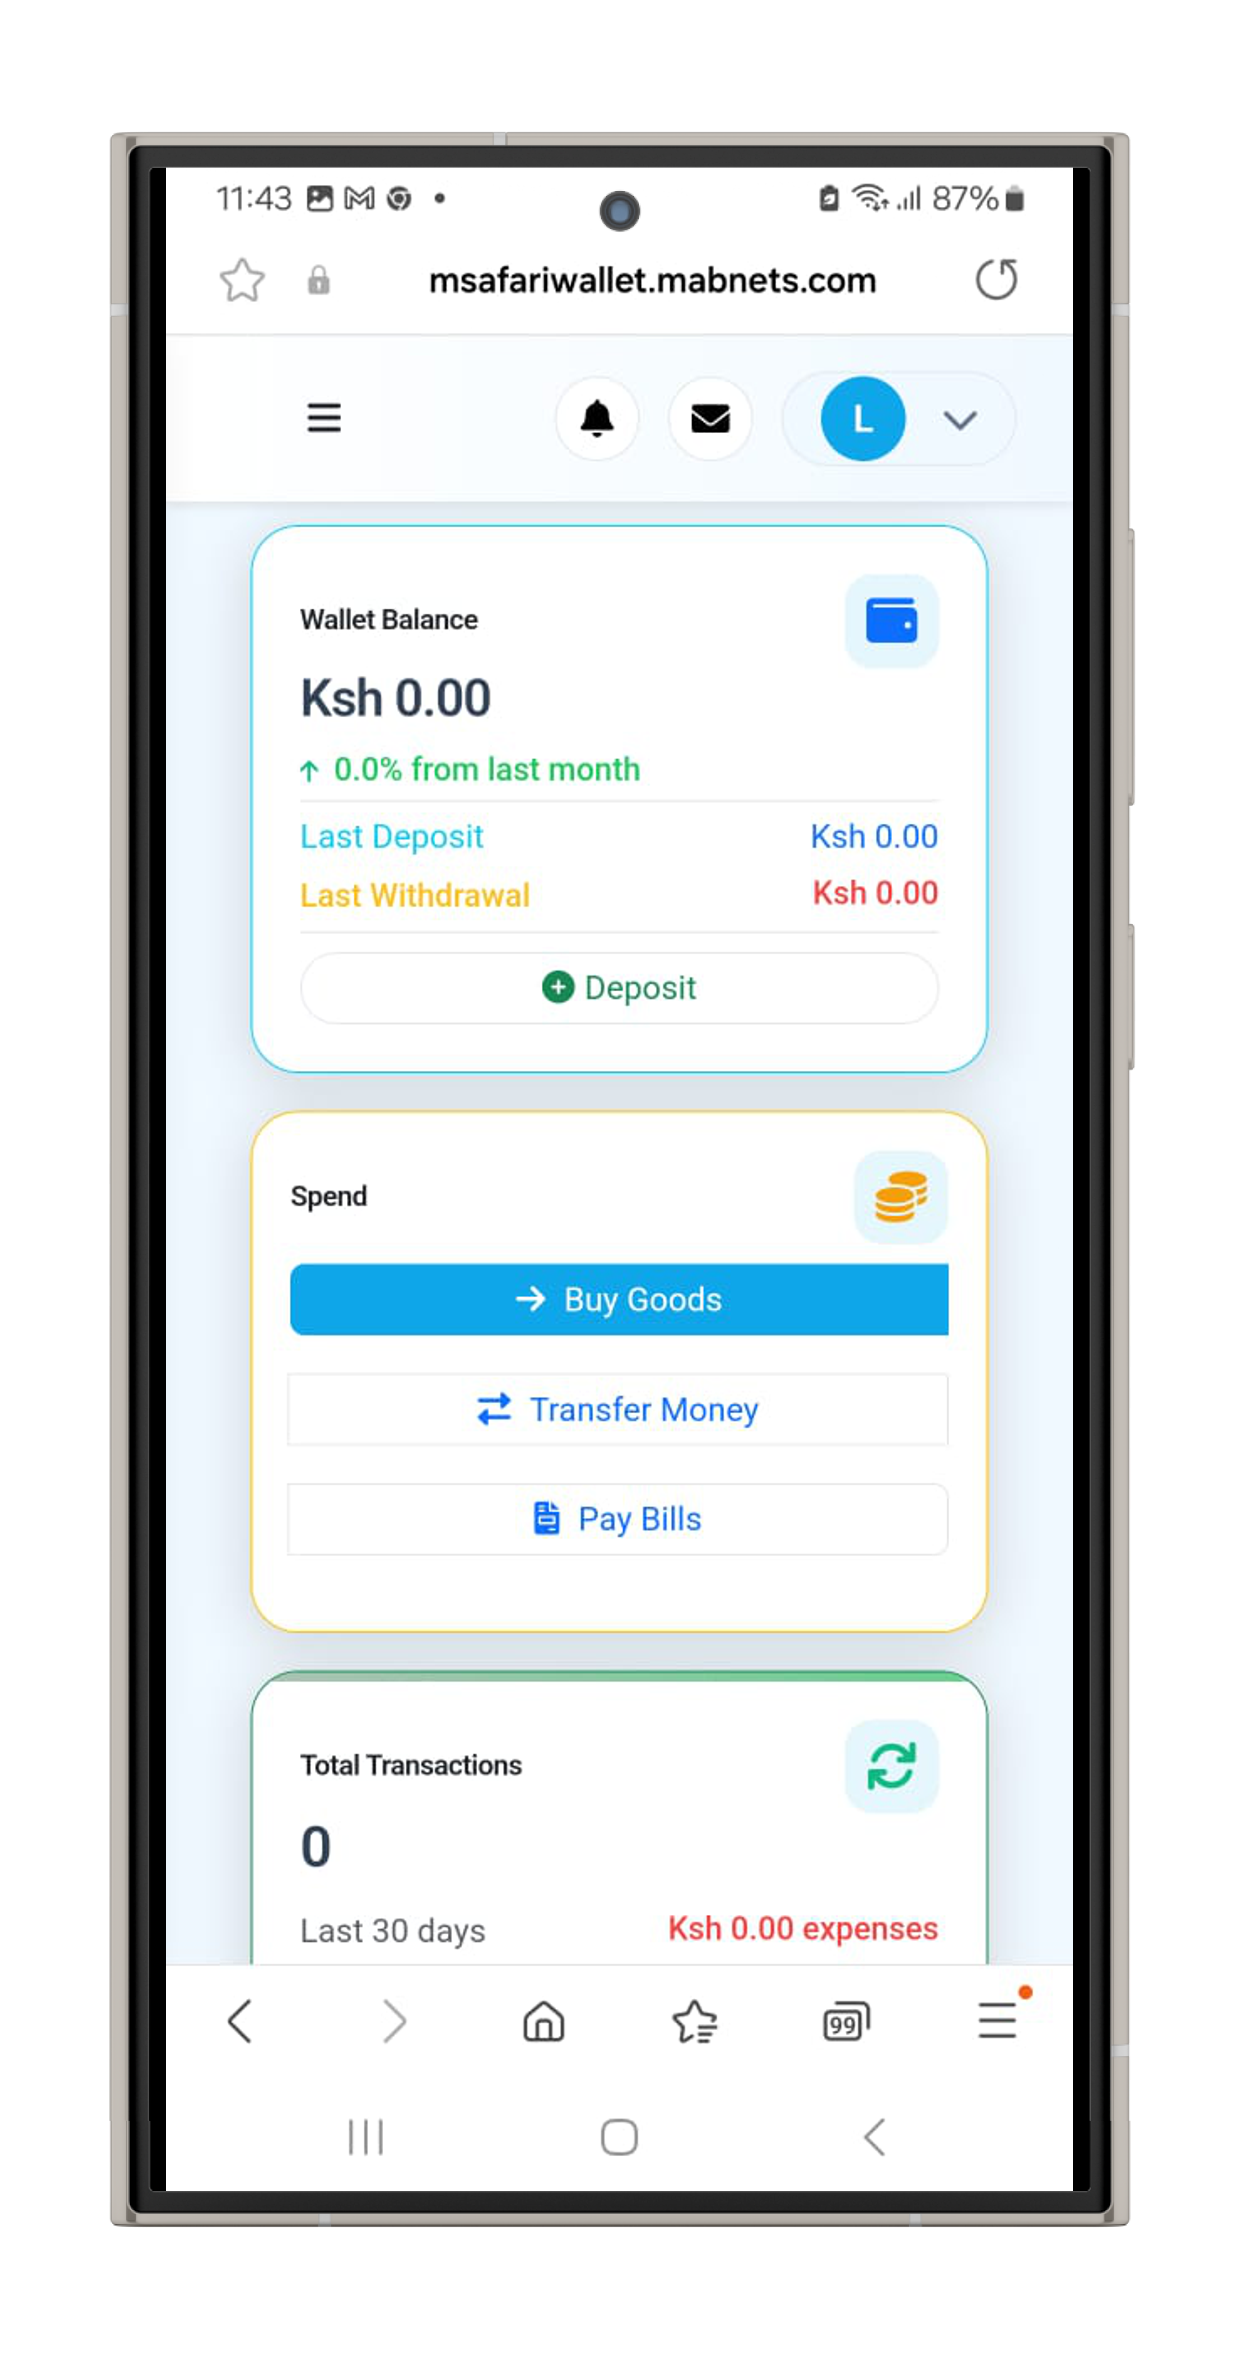 11:43 87%
msafariwallet.mabnets.com
L
Wallet Balance
Ksh 0.00
0.0% from last month
Last Deposit Ksh 0.00
Last Withdrawal Ksh 0.00
Deposit
Spend
Buy Goods
Transfer Money
Pay Bills
Total Transactions
0
Last 30 days Ksh 0.00 expenses
99